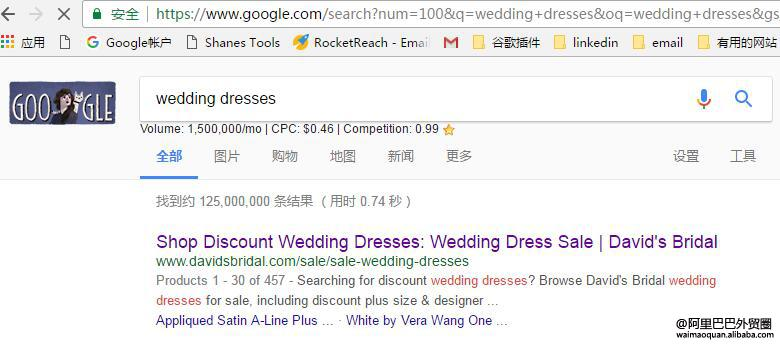 安全 https://www.google.com/search?num=100&q=wedding+dresses&oq=wedding+dresses&gs
应用 G Google帐户 Shanes Tools RocketReach - Email 谷歌插件 linkedin email 有用的网站
GOOGLE wedding dresses
Volume: 1,500,000/mo | CPC: $0.46 | Competition: 0.99
全部 图片 购物 地图 新闻 更多 设置 工具
找到约 125,000,000 条结果 （用时 0.74 秒）
Shop Discount Wedding Dresses: Wedding Dress Sale | David's Bridal
www.davidsbridal.com/sale/sale-wedding-dresses
Products 1 - 30 of 457 - Searching for discount wedding dresses? Browse David's Bridal wedding
dresses for sale, including discount plus size & designer ...
Appliqued Satin A-Line Plus ... · White by Vera Wang One ...
@阿里巴巴外贸圈
waimaoquan.alibaba.com